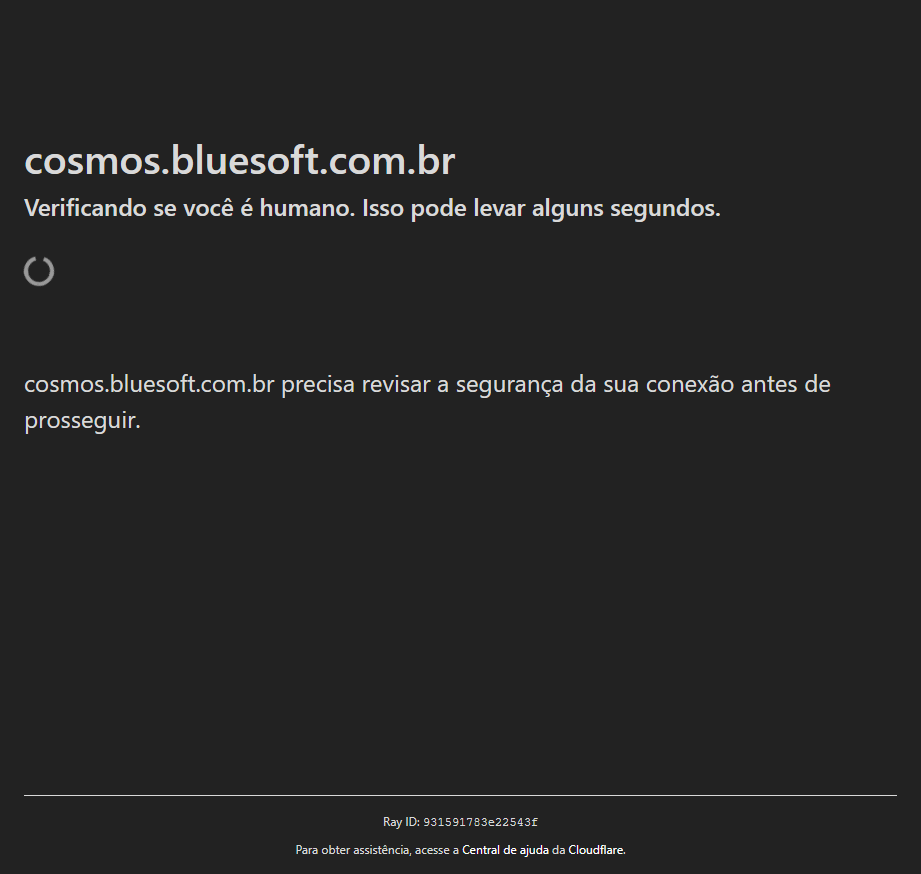 cosmos.bluesoft.com.br
Verificando se você é humano. Isso pode levar alguns segundos.
cosmos.bluesoft.com.br precisa revisar a segurança da sua conexão antes de
prosseguir.
Ray ID: 931591783e22543f
Para obter assistência, acesse a Central de ajuda da Cloudflare.